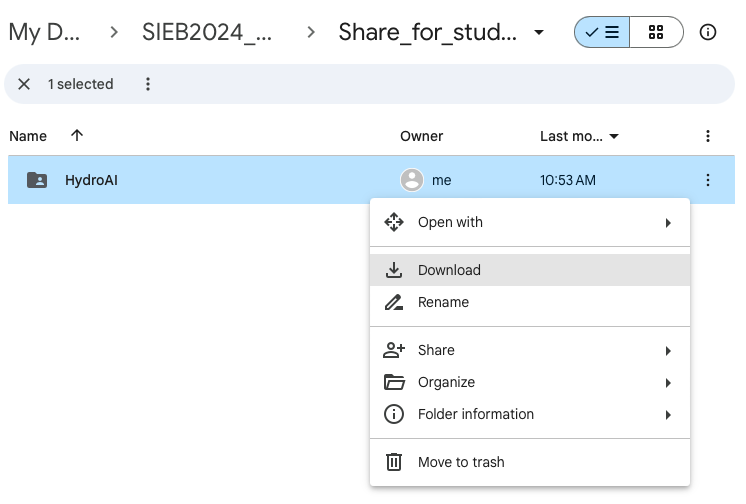 My D... > SIEB2024_... > Share_for_stud...
1 selected
Name Owner Last mo...
HydroAI me 10:53 AM
Open with
Download
Rename
Share
Organize
Folder information
Move to trash